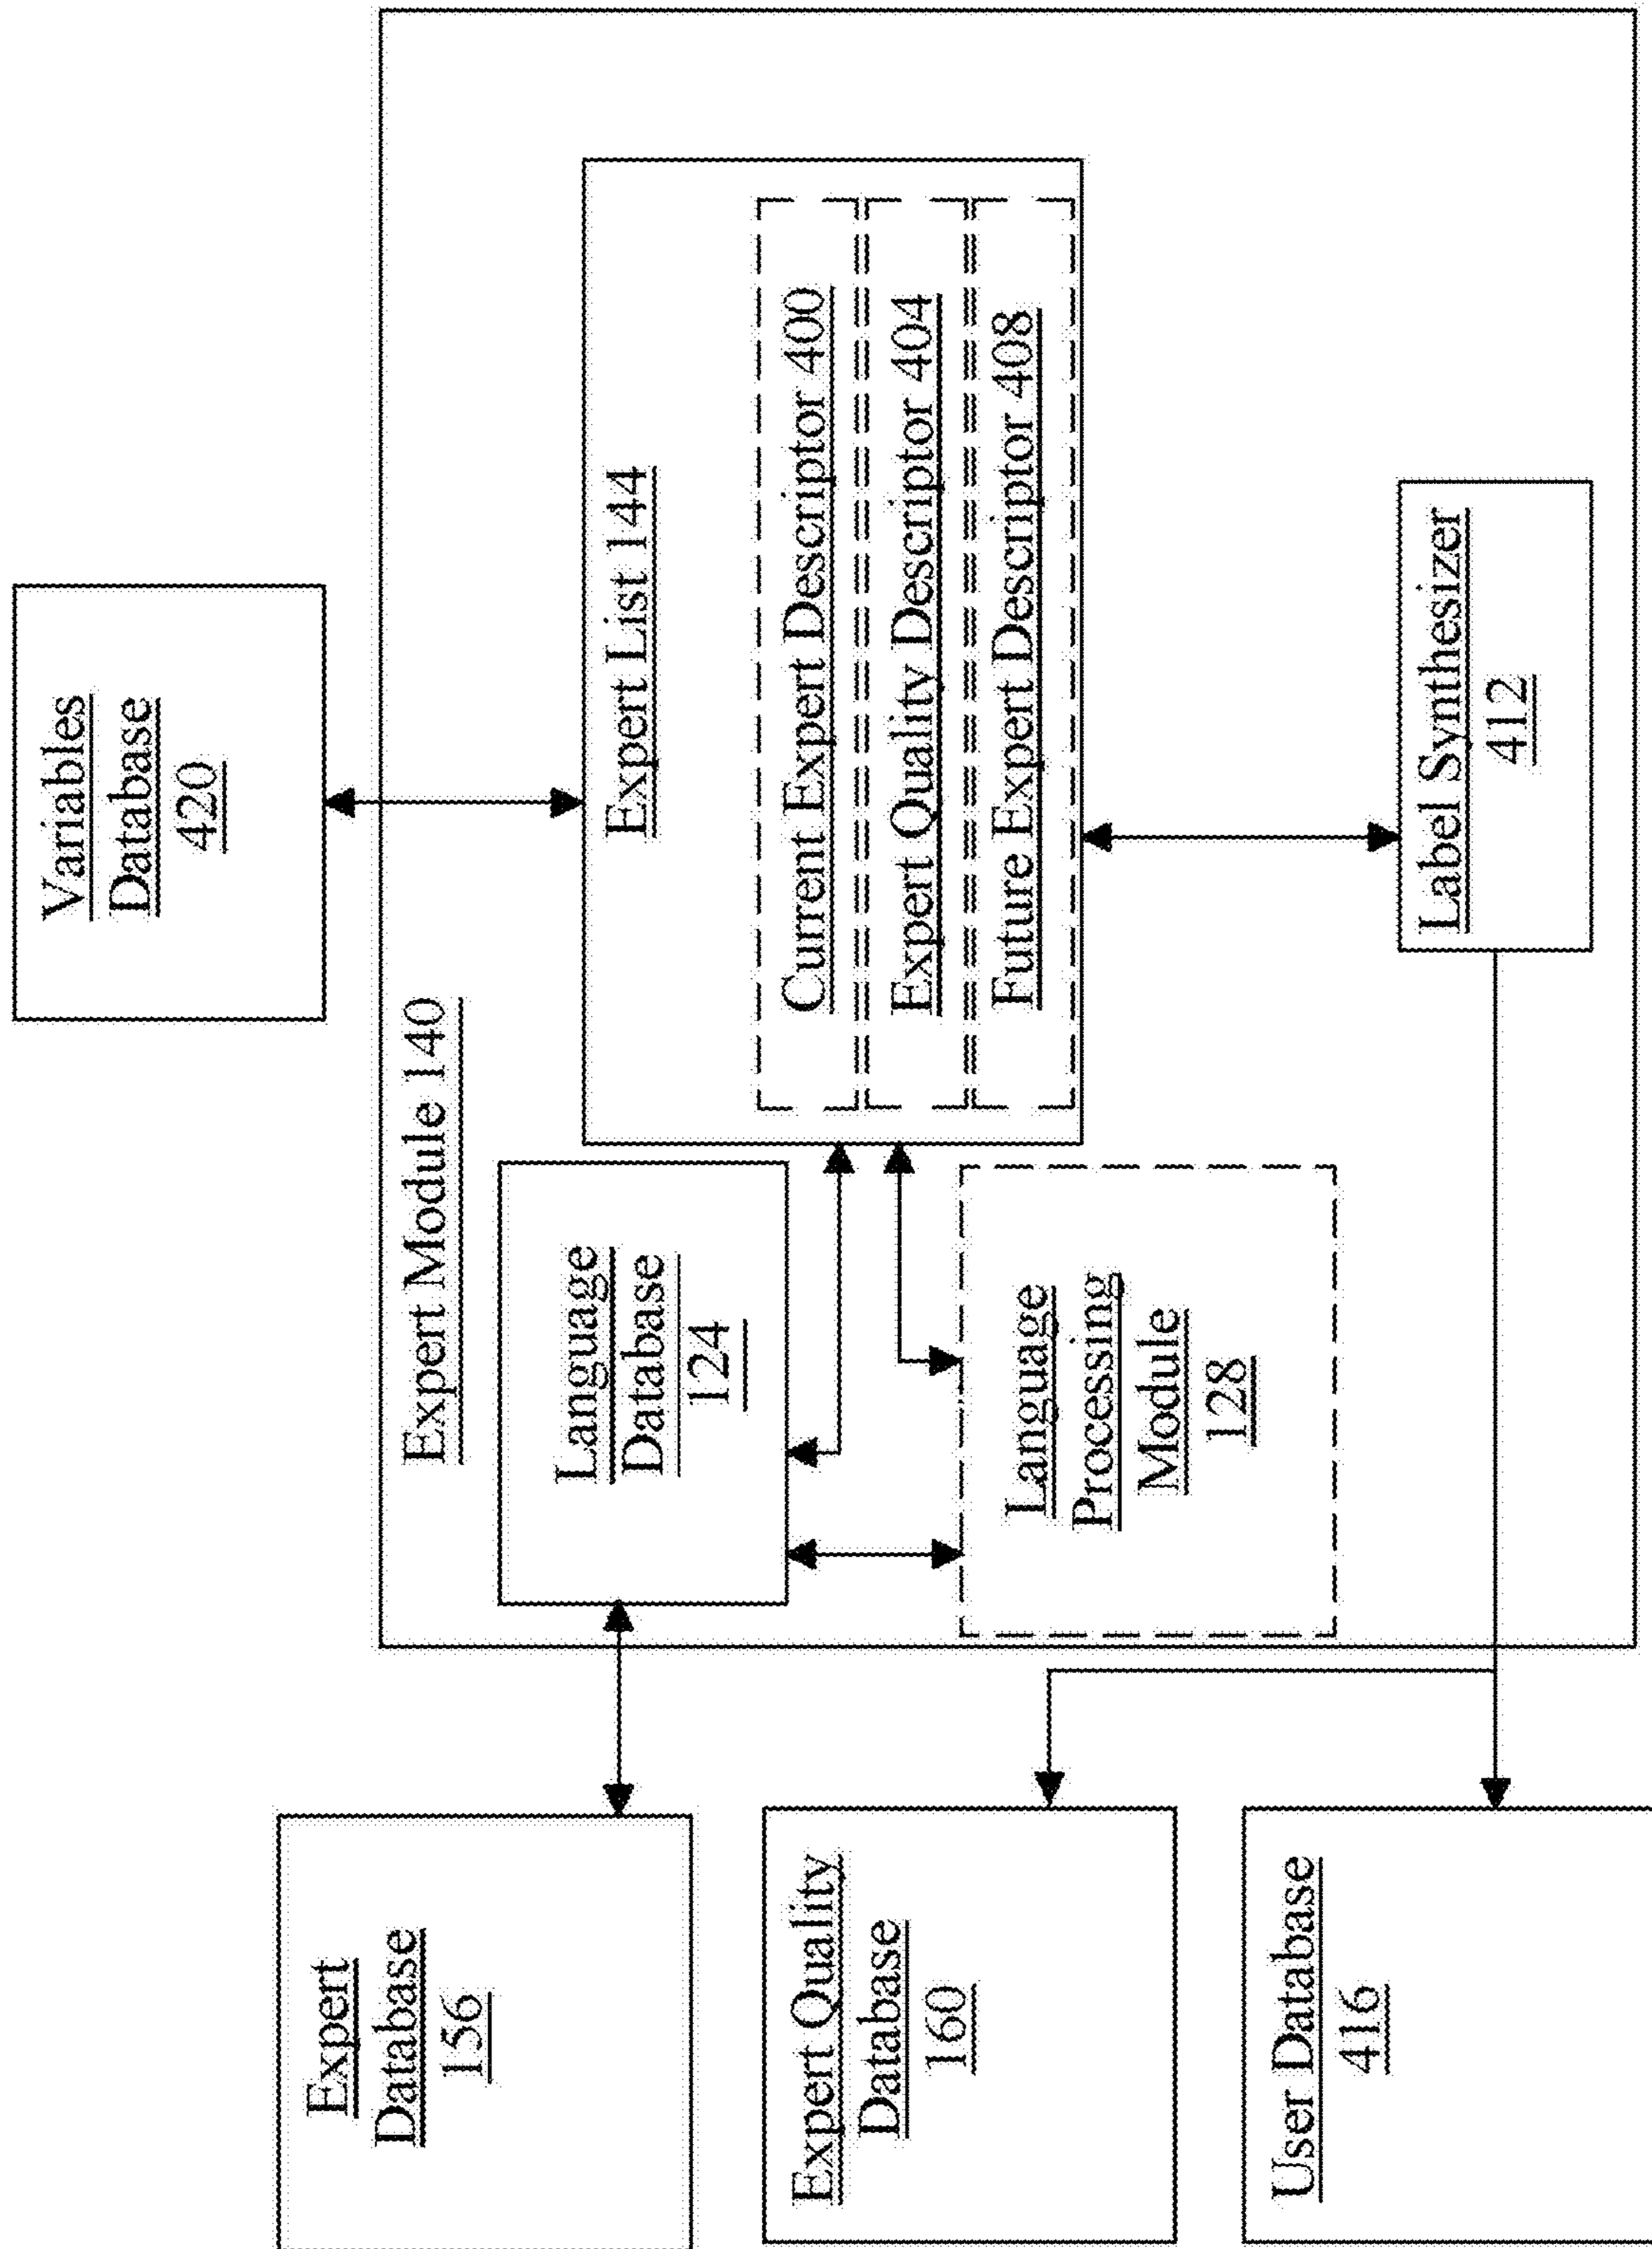 Variables
Database
420
Expert Module 140
Expert List 144
Current Expert Descriptor 400
Expert Quality Descriptor 404
Future Expert Descriptor 408
Language
Database
124
Language
Processing
Module
128
Label Synthesizer
412
Expert
Database
156
Expert Quality
Database
160
User Database
416